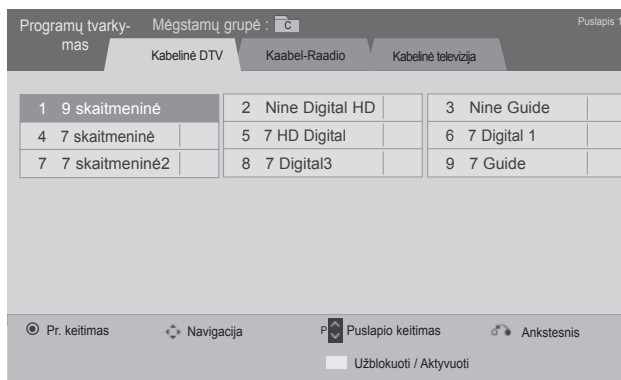 Programų tvarky-
mas
Mėgstamų grupė : C
Puslapis 1
Kabelinė DTV
Kaabel-Raadio
Kabelinė televizija
1 9 skaitmeninė
2 Nine Digital HD
3 Nine Guide
4 7 skaitmeninė
5 7 HD Digital
6 7 Digital 1
7 7 skaitmeninė2
8 7 Digital3
9 7 Guide
Pr. keitimas
Navigacija
P Puslapio keitimas
Ankstesnis
Užblokuoti / Aktyvuoti